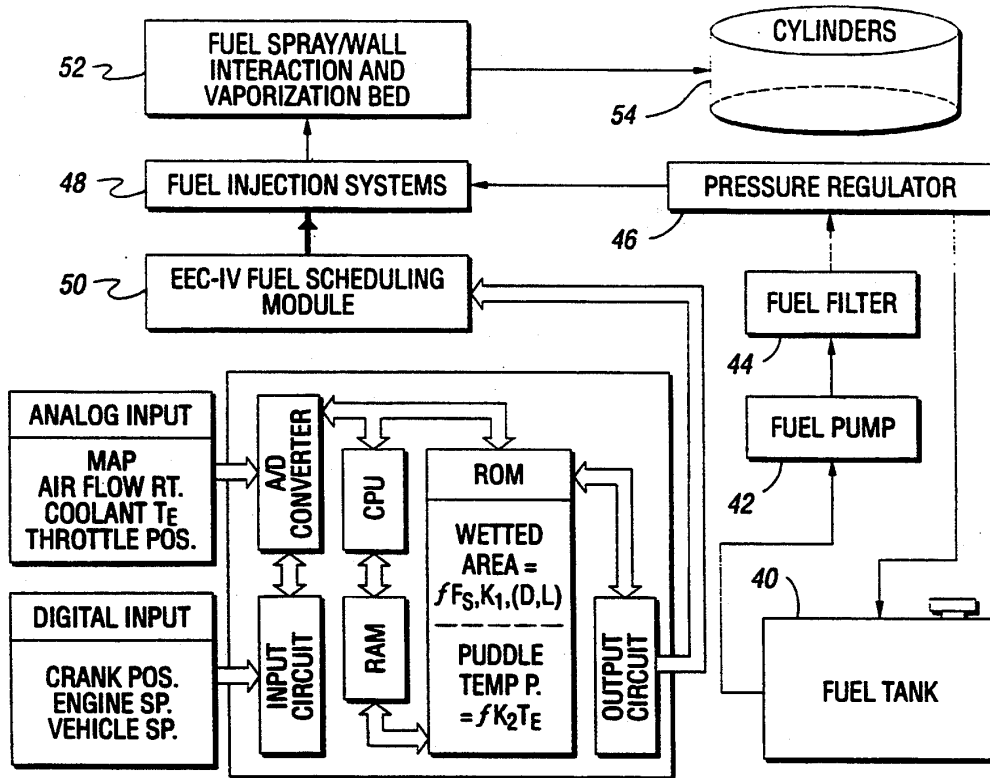 FUEL SPRAY/WALL
INTERACTION AND
VAPORIZATION BED
52
CYLINDERS
54
48
FUEL INJECTION SYSTEMS
PRESSURE REGULATOR
46
50
EEC-IV FUEL SCHEDULING
MODULE
FUEL FILTER
44
FUEL PUMP
42
40
FUEL TANK
ANALOG INPUT
MAP
AIR FLOW RT.
COOLANT TE
THROTTLE POS.
DIGITAL INPUT
CRANK POS.
ENGINE SP.
VEHICLE SP.
A/D
CONVERTER
INPUT
CIRCUIT
CPU
RAM
ROM
WETTED
AREA =
fFS,K1,(D,L)
PUDDLE
TEMP P.
= fK2TE
OUTPUT
CIRCUIT